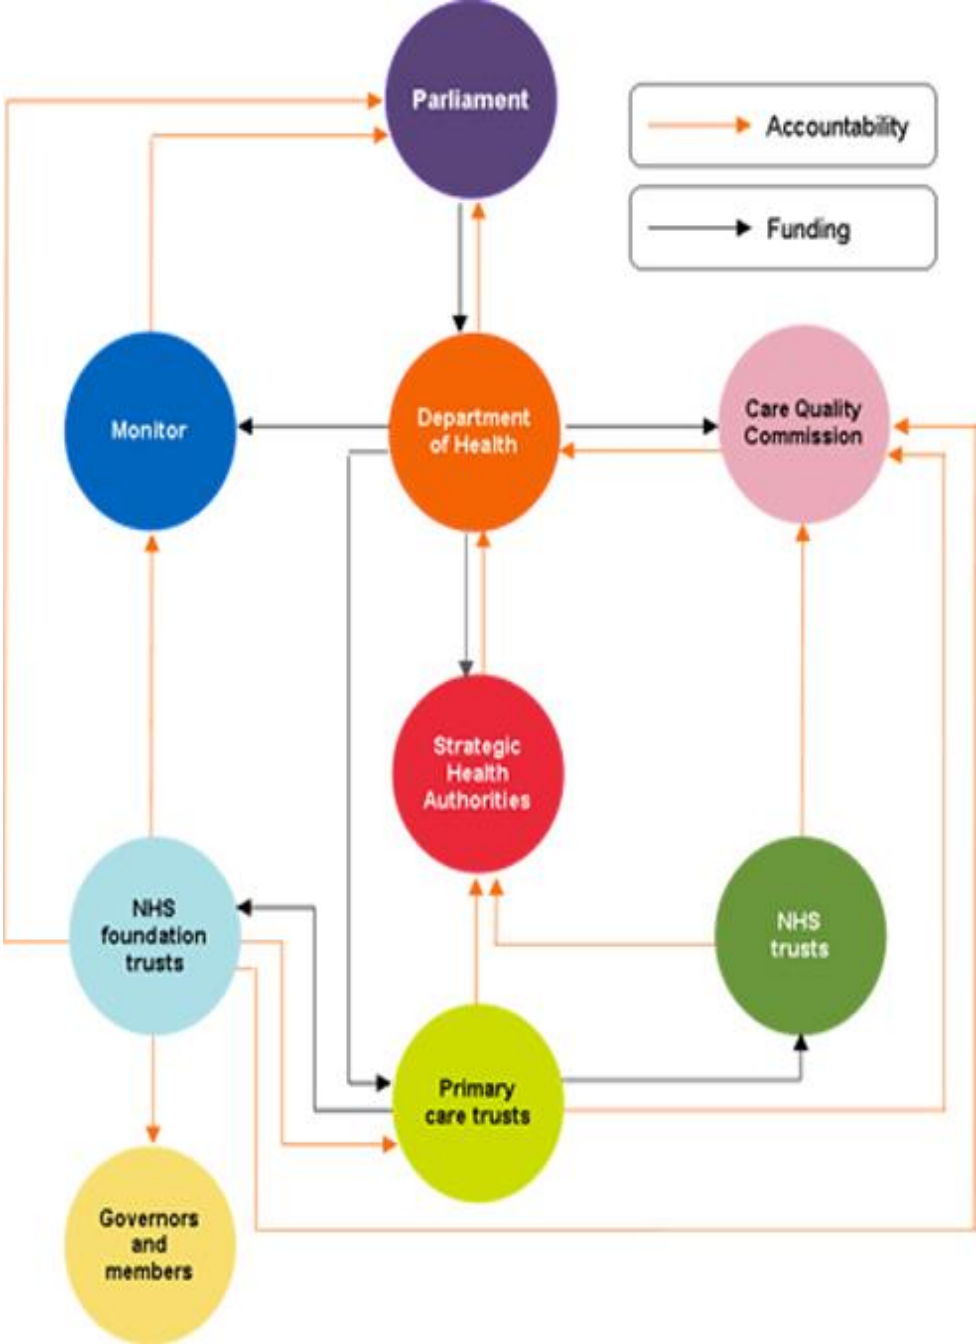 Parliament
Accountability
Funding
Monitor
Department
of Health
Care Quality
Commission
Strategic
Health
Authorities
NHS
foundation
trusts
NHS
trusts
Primary
care trusts
Governors
and
members